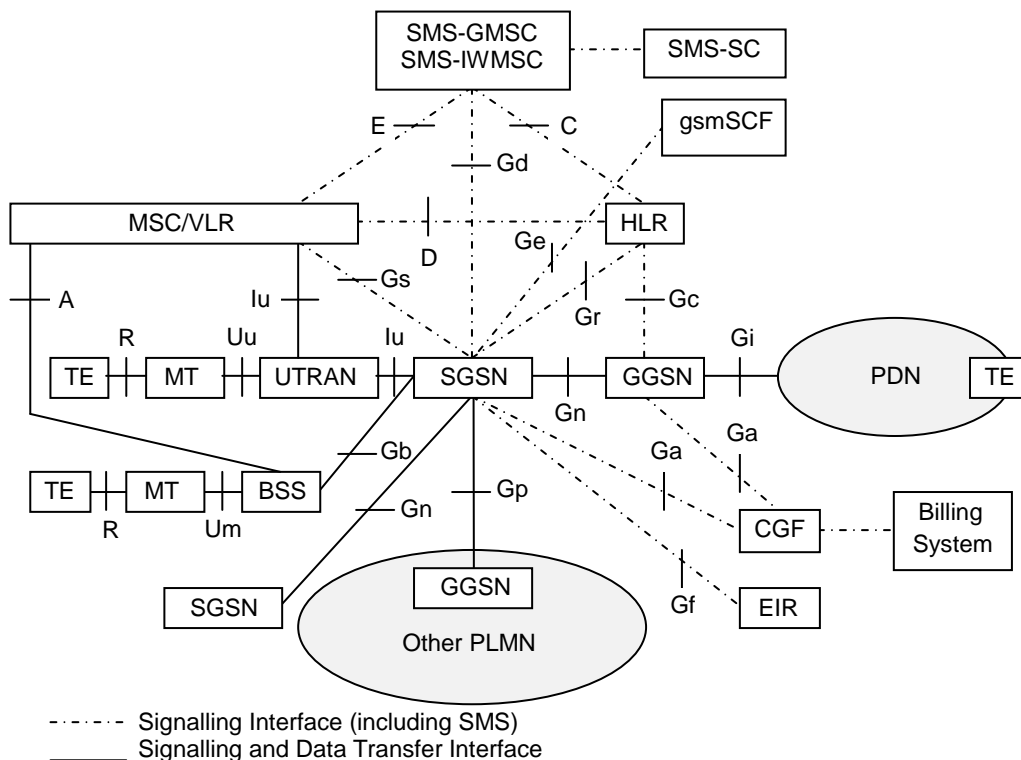 SMS-GMSC
SMS-IWMSC
SMS-SC
gsmSCF
E
C
Gd
MSC/VLR
HLR
D
Ge
Gs
Gr
Gc
A
Iu
R
Uu
Iu
Gi
TE
MT
UTRAN
SGSN
GGSN
PDN
TE
Gn
Gb
Ga
Ga
TE
MT
BSS
R
Um
Gn
Gp
CGF
Billing
System
SGSN
GGSN
Gf
EIR
Other PLMN
Signalling Interface (including SMS)
Signalling and Data Transfer Interface